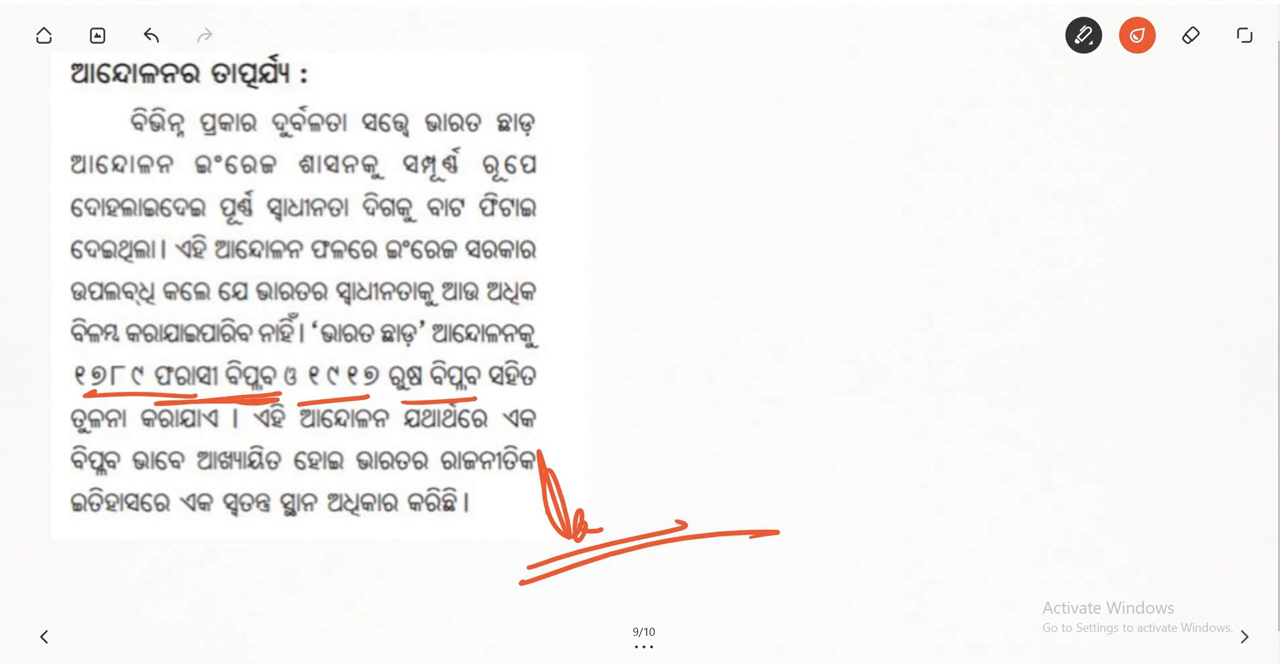 ଆନ୍ଦୋଳନର ତାତ୍ପର୍ଯ୍ୟ :
ବିଭିନ୍ନ ପ୍ରକାର ଦୁର୍ବଳତା ସତ୍ତ୍ୱେ ଭାରତ ଛାଡ଼
ଆନ୍ଦୋଳନ ଇଂରେଜ ଶାସନକୁ ସମ୍ପୂର୍ଣ୍ଣ ରୂପେ
ଦୋହଲାଇଦେଇ ପୂର୍ଣ୍ଣ ସ୍ୱାଧୀନତା ଦିଗକୁ ବାଟ ଫିଟାଇ
ଦେଇଥିଲା । ଏହି ଆନ୍ଦୋଳନ ଫଳରେ ଇଂରେଜ ସରକାର
ଉପଲବ୍ଧି କଲେ ଯେ ଭାରତର ସ୍ୱାଧୀନତାକୁ ଆଉ ଅଧିକ
ବିଳମ୍ବ କରାଯାଇପାରିବ ନାହିଁ । ‘ଭାରତ ଛାଡ଼’ ଆନ୍ଦୋଳନକୁ
୧୭୮୯ ଫରାସୀ ବିପ୍ଳବ ଓ ୧୯୧୭ ରୁଷ ବିପ୍ଳବ ସହିତ
ତୁଳନା କରାଯାଏ । ଏହି ଆନ୍ଦୋଳନ ଯଥାର୍ଥରେ ଏକ
ବିପ୍ଳବ ଭାବେ ଆଖ୍ୟାୟିତ ହୋଇ ଭାରତର ରାଜନୀତିକ
ଇତିହାସରେ ଏକ ସ୍ୱତନ୍ତ୍ର ସ୍ଥାନ ଅଧିକାର କରିଛି ।
Activate Windows
Go to Settings to activate Windows.
9/10